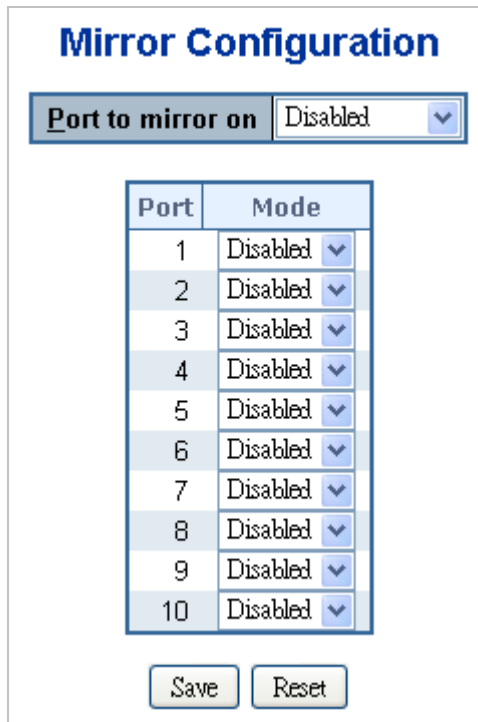 Mirror Configuration
Port to mirror on Disabled
Port Mode
1 Disabled
2 Disabled
3 Disabled
4 Disabled
5 Disabled
6 Disabled
7 Disabled
8 Disabled
9 Disabled
10 Disabled
Save Reset